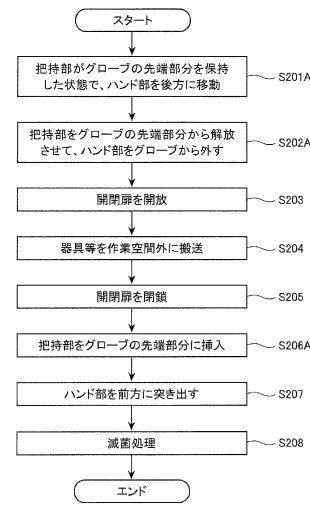 スタート
把持部がグローブの先端部分を保持
した状態で、ハンド部を後方に移動
S201A
把持部をグローブの先端部分から解放
させて、ハンド部をグローブから外す
S202A
開閉扉を開放
S203
器具等を作業空間外に搬送
S204
開閉扉を閉鎖
S205
把持部をグローブの先端部分に挿入
S206A
ハンド部を前方に突き出す
S207
滅菌処理
S208
エンド